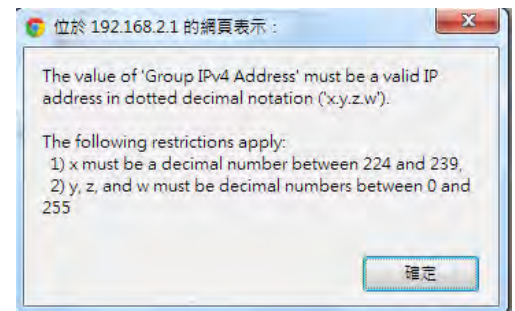 位於 192.168.2.1 的網頁表示：
The value of 'Group IPv4 Address' must be a valid IP
address in dotted decimal notation ('x.y.z.w').
The following restrictions apply:
1) x must be a decimal number between 224 and 239,
2) y, z, and w must be decimal numbers between 0 and
255
確定